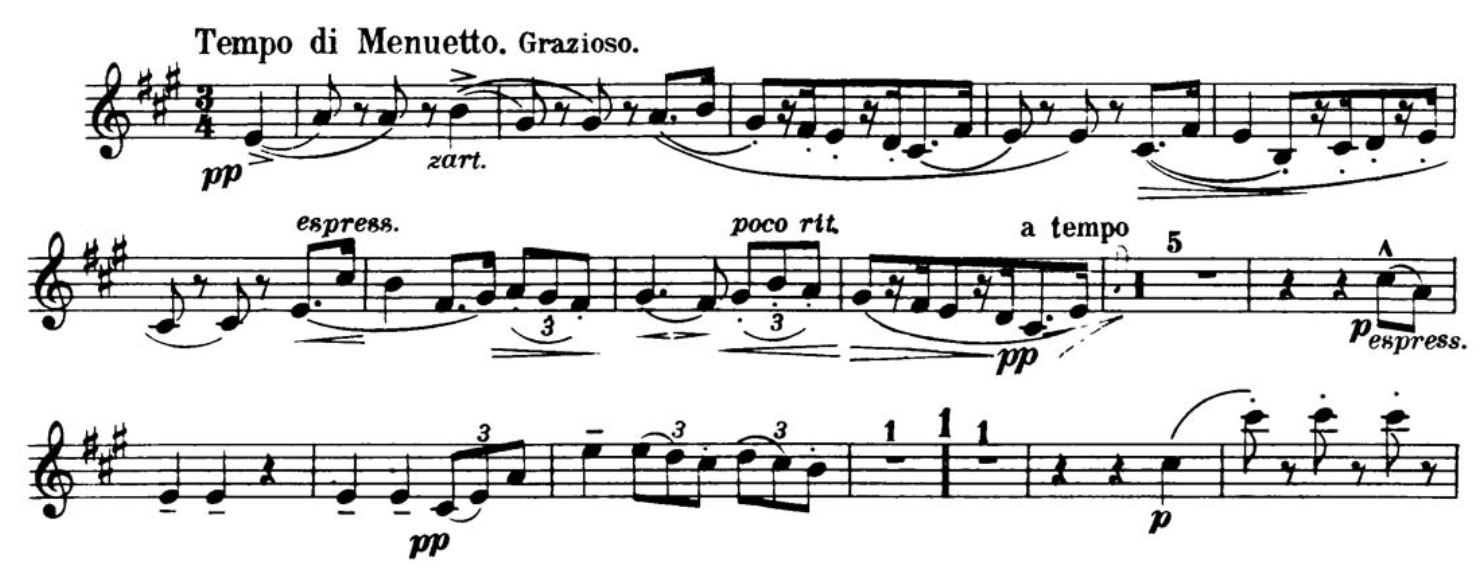 Tempo di Menuetto. Grazioso.
3
4
pp
zart.
espress.
poco rit.
a tempo
5
3
3
pp
p espress.
3
3
3
1
1
1
pp
p